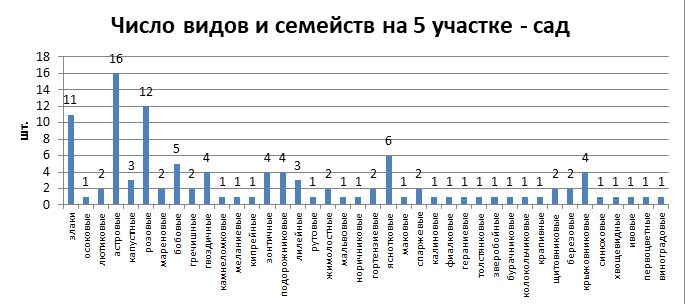 Число видов и семейств на 5 участке - сад
шт.
18
16
14
12
10
8
6
4
2
0
11
1
2
16
3
12
2
5
2
4
1
1
1
4
4
3
1
2
1
1
2
6
1
2
1
1
1
1
1
1
1
1
2
2
4
1
1
1
1
1
злаки
осоковые
лютиковые
астровые
капустные
розовые
мареновые
бобовые
гречишные
гвоздичные
камнеломковые
меланиевые
кипрейные
зонтичные
подорожниковые
лилейные
рутовые
жимолостные
мальвовые
норичниковые
гортензиевые
яснотковые
маковые
спаржевые
калиновые
фиалковые
гераниевые
толстянковые
зверобойные
бурачниковые
колокольчиковые
крапивные
щитовниковые
березовые
крыжовниковые
синюховые
хвощевидные
ивовые
первоцветные
виноградовые